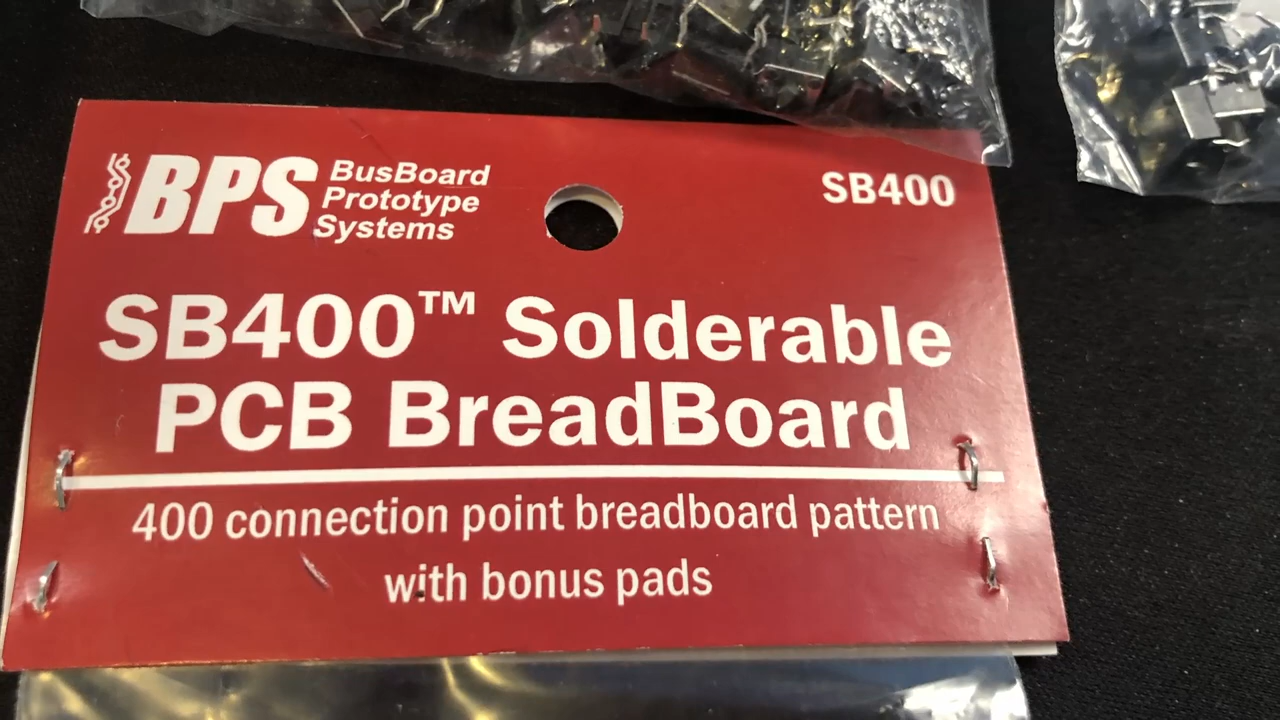 BPS
BusBoard
Prototype
Systems
SB400
SB400™ Solderable
PCB BreadBoard
400 connection point breadboard pattern
with bonus pads